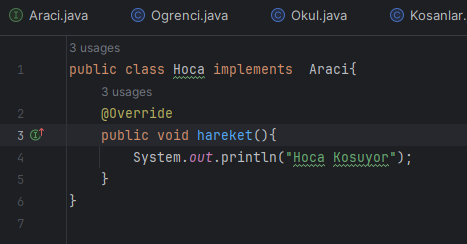 Araci.java Ogrenci.java Okul.java Kosanlar.
3 usages
1 public class Hoca implements  Araci{
3 usages
2 @Override
3 public void hareket(){
4 System.out.println("Hoca Kosuyor");
5 }
6 }
7